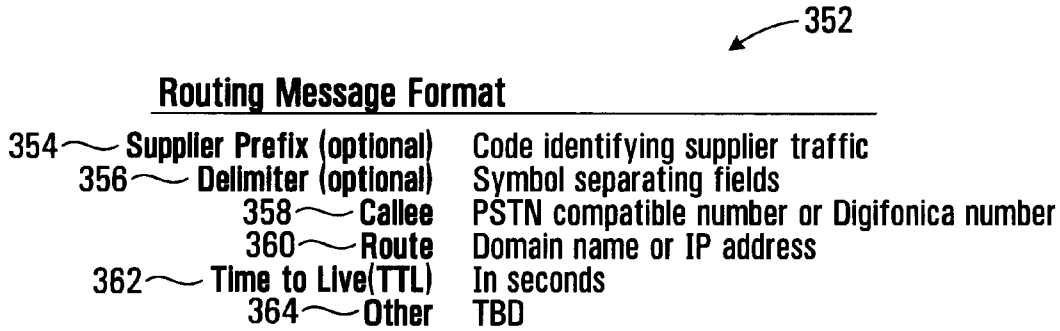 352
Routing Message Format
354 Supplier Prefix (optional) Code identifying supplier traffic
356 Delimiter (optional) Symbol separating fields
358 Callee PSTN compatible number or Digifonica number
360 Route Domain name or IP address
362 Time to Live(TTL) In seconds
364 Other TBD